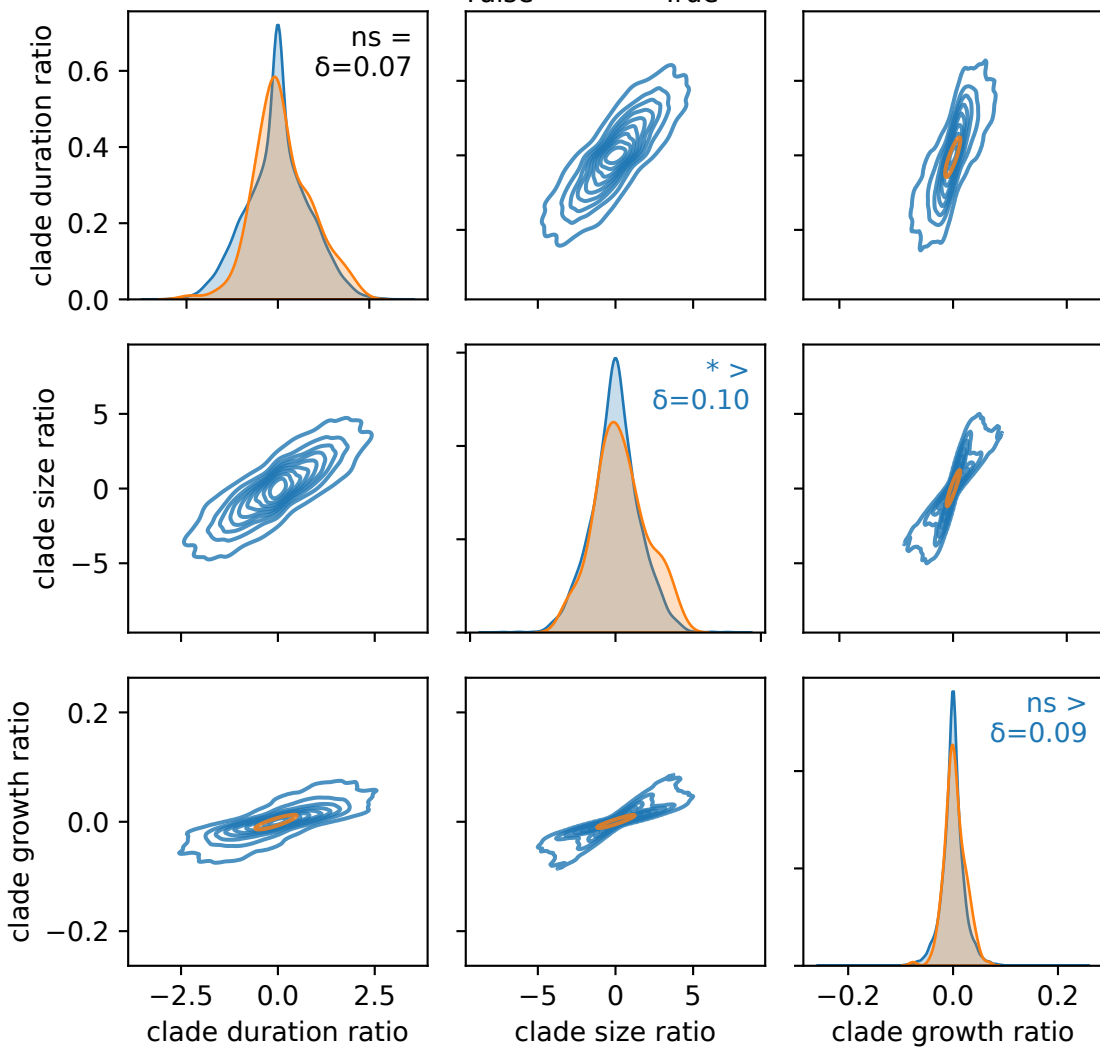 True
clade duration ratio
0.6
0.4
0.2
0.0
ns =
δ=0.07
clade size ratio
5
0
−5
* >
δ=0.10
clade growth ratio
0.2
0.0
−0.2
ns >
δ=0.09
−2.5
0.0
2.5
−5
0
5
−0.2
0.0
0.2
clade duration ratio
clade size ratio
clade growth ratio